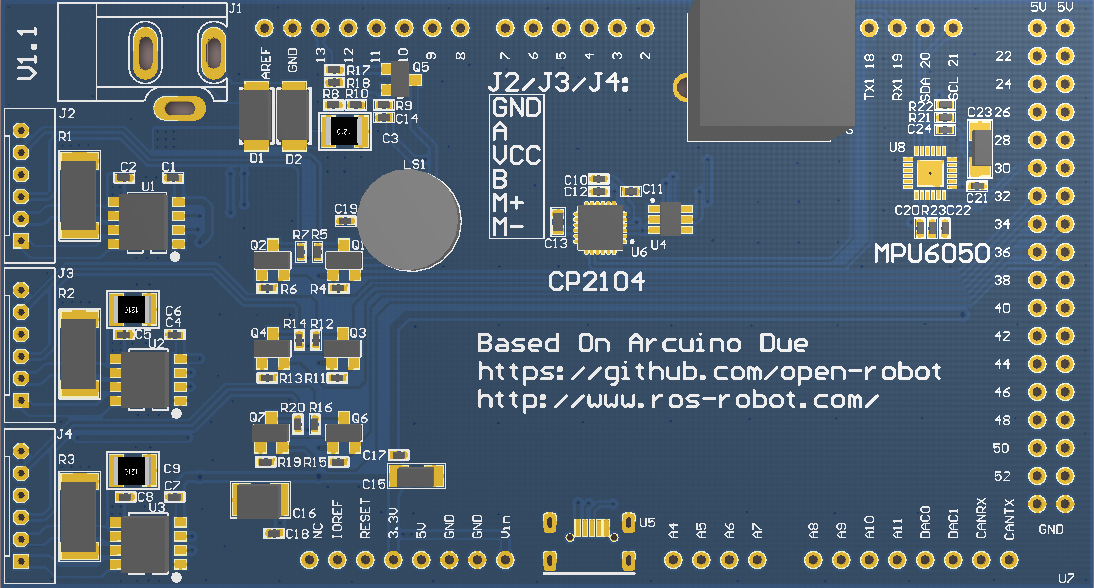 V1.1
J1
AREF
GND
13
12
11
10
9
8
7
6
5
4
3
2
TX1 18
RX1 19
SDA 20
SCL 21
5V
5V
22
24
26
28
30
32
34
36
38
40
42
44
46
48
50
52
GND
U7
J2
R1
C2
C1
U1
D1
D2
R17
R18
R8
R10
Q5
R9
C14
C3
LS1
C19
J2/J3/J4:
GND
A
VCC
B
M+
M-
C10
C12
C11
C13
U6
U4
CP2104
R22
R21
C24
C23
U8
C21
C20
R23
C22
MPU6050
Q2
R7
R5
Q1
R6
R4
J3
R2
1210
C6
C5
C4
U2
Q4
R14
R12
Q3
R13
R11
Based On Arcuino Due
https://github.com/open-robot
http://www.ros-robot.com/
J4
R3
1210
C9
C8
C7
U3
Q7
R20
R16
Q6
R19
R15
C17
C15
C16
C18
NC
IOREF
RESET
3.3V
5V
GND
GND
Vin
U5
A4
A5
A6
A7
A8
A9
A10
A11
DAC0
DAC1
CANRX
CANTX